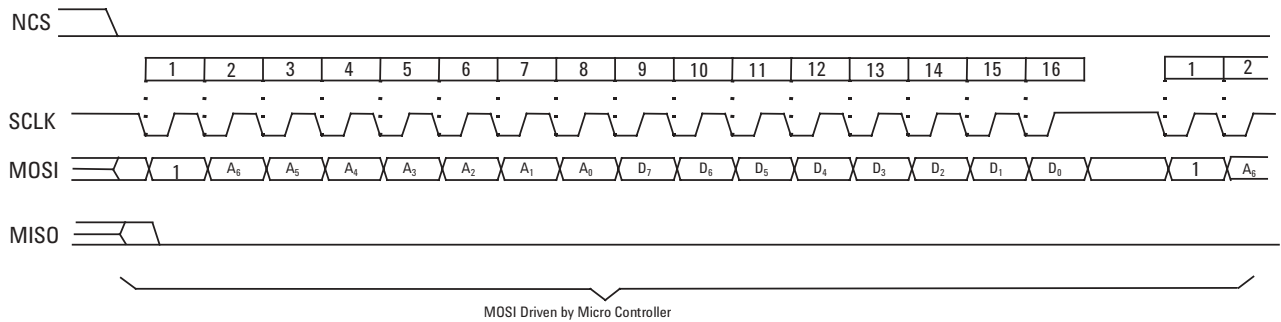 NCS
1 2 3 4 5 6 7 8 9 10 11 12 13 14 15 16 1 2
SCLK
MOSI 1 A₆ A₅ A₄ A₃ A₂ A₁ A₀ D₇ D₆ D₅ D₄ D₃ D₂ D₁ D₀ 1 A₆
MISO
MOSI Driven by Micro Controller